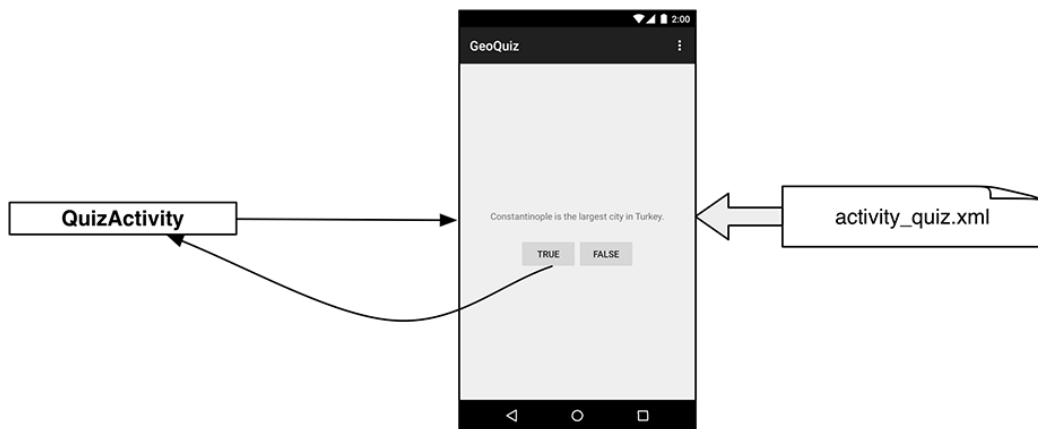 2:00
GeoQuiz
QuizActivity
Constantinople is the largest city in Turkey.
activity_quiz.xml
TRUE FALSE